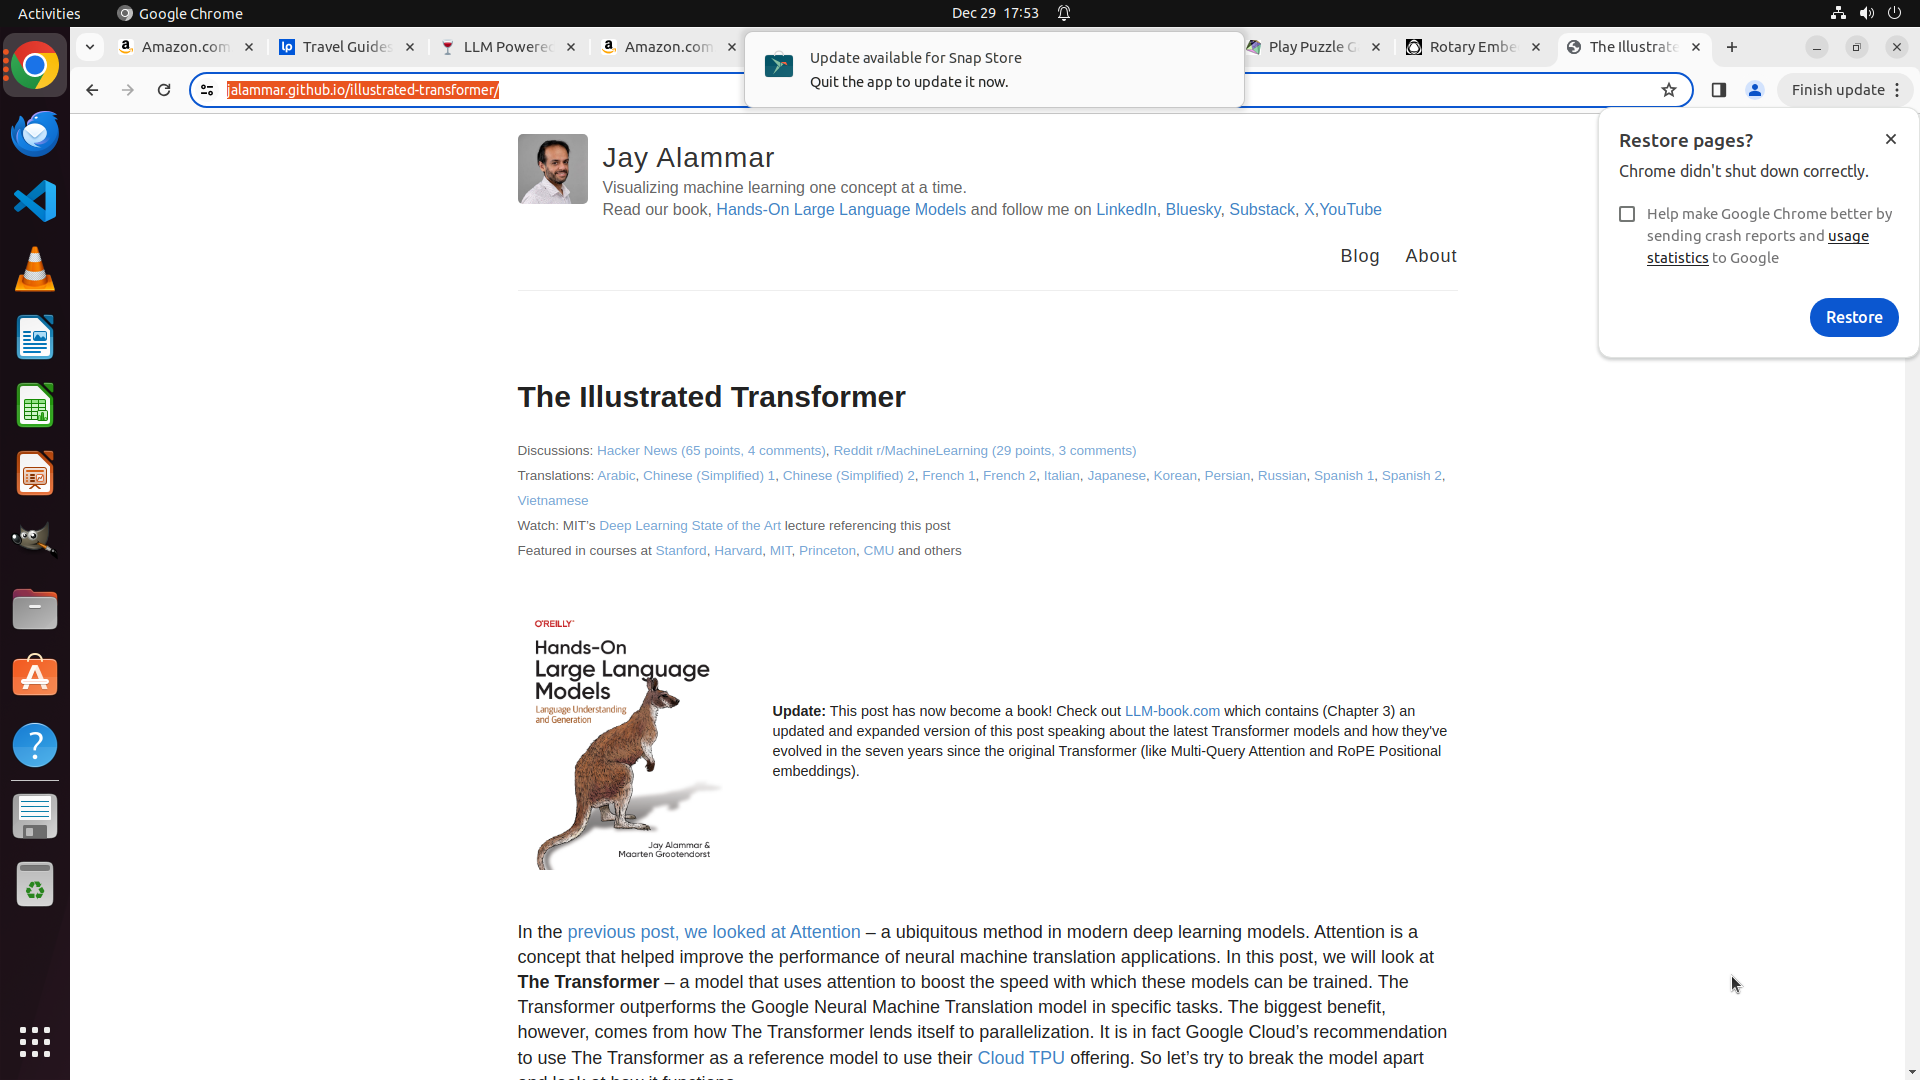 Activities
Google Chrome
Dec 29 17:53
Amazon.com
Travel Guides
LLM Powered
Amazon.com
Play Puzzle G
Rotary Embe
The Illustrate
Update available for Snap Store
Quit the app to update it now.
jalammar.github.io/illustrated-transformer/
Finish update
Restore pages?
Chrome didn't shut down correctly.
Help make Google Chrome better by
sending crash reports and usage
statistics to Google
Restore
Jay Alammar
Visualizing machine learning one concept at a time.
Read our book, Hands-On Large Language Models and follow me on LinkedIn, Bluesky, Substack, X,YouTube
Blog
About
The Illustrated Transformer
Discussions: Hacker News (65 points, 4 comments), Reddit r/MachineLearning (29 points, 3 comments)
Translations: Arabic, Chinese (Simplified) 1, Chinese (Simplified) 2, French 1, French 2, Italian, Japanese, Korean, Persian, Russian, Spanish 1, Spanish 2,
Vietnamese
Watch: MIT's Deep Learning State of the Art lecture referencing this post
Featured in courses at Stanford, Harvard, MIT, Princeton, CMU and others
O'REILLY
Hands-On
Large Language
Models
Language Understanding
and Generation
Jay Alammar &
Maarten Grootendorst
Update: This post has now become a book! Check out LLM-book.com which contains (Chapter 3) an
updated and expanded version of this post speaking about the latest Transformer models and how they've
evolved in the seven years since the original Transformer (like Multi-Query Attention and RoPE Positional
embeddings).
In the previous post, we looked at Attention – a ubiquitous method in modern deep learning models. Attention is a
concept that helped improve the performance of neural machine translation applications. In this post, we will look at
The Transformer – a model that uses attention to boost the speed with which these models can be trained. The
Transformer outperforms the Google Neural Machine Translation model in specific tasks. The biggest benefit,
however, comes from how The Transformer lends itself to parallelization. It is in fact Google Cloud's recommendation
to use The Transformer as a reference model to use their Cloud TPU offering. So let's try to break the model apart
and look at how it functions.